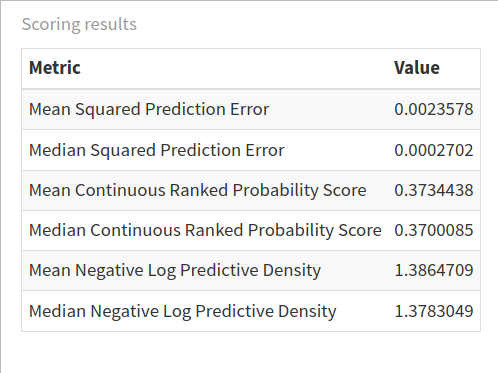 Scoring results
Metric Value
Mean Squared Prediction Error 0.0023578
Median Squared Prediction Error 0.0002702
Mean Continuous Ranked Probability Score 0.3734438
Median Continuous Ranked Probability Score 0.3700085
Mean Negative Log Predictive Density 1.3864709
Median Negative Log Predictive Density 1.3783049